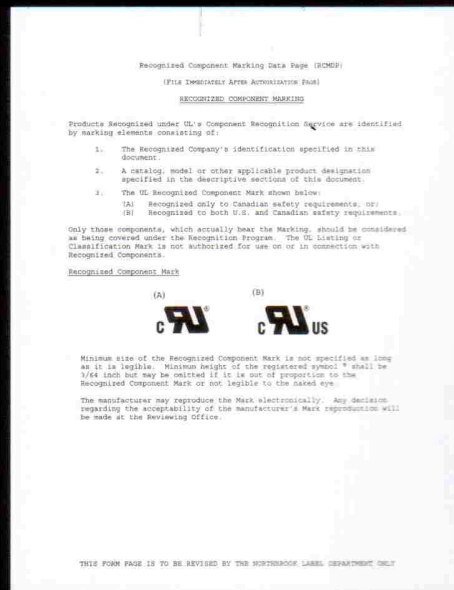 Recognized Component Marking Data Page (RCMDP)
(FILE IMMEDIATELY AFTER AUTHORIZATION PAGE)
RECOGNIZED COMPONENT MARKING
Products Recognized under UL's Component Recognition Service are identified
by marking elements consisting of:
1. The Recognized Company's identification specified in this
document.
2. A catalog, model or other applicable product designation
specified in the descriptive sections of this document.
3. The UL Recognized Component Mark shown below:
(A) Recognized only to Canadian safety requirements, or:
(B) Recognized to both U.S. and Canadian safety requirements.
Only those components, which actually bear the Marking, should be considered
as being covered under the Recognition Program. The UL Listing or
Classification Mark is not authorized for use on or in connection with
Recognized Components.
Recognized Component Mark
(A) (B)
C RU ® C RU ® US
Minimum size of the Recognized Component Mark is not specified as long
as it is legible. Minimum height of the registered symbol ® shall be
3/64 inch but may be omitted if it is out of proportion to the
Recognized Component Mark or not legible to the naked eye.
The manufacturer may reproduce the Mark electronically. Any decision
regarding the acceptability of the manufacturer's Mark reproduction will
be made at the Reviewing Office.
THIS FORM PAGE IS TO BE REVISED BY THE NORTHBROOK LABEL DEPARTMENT ONLY